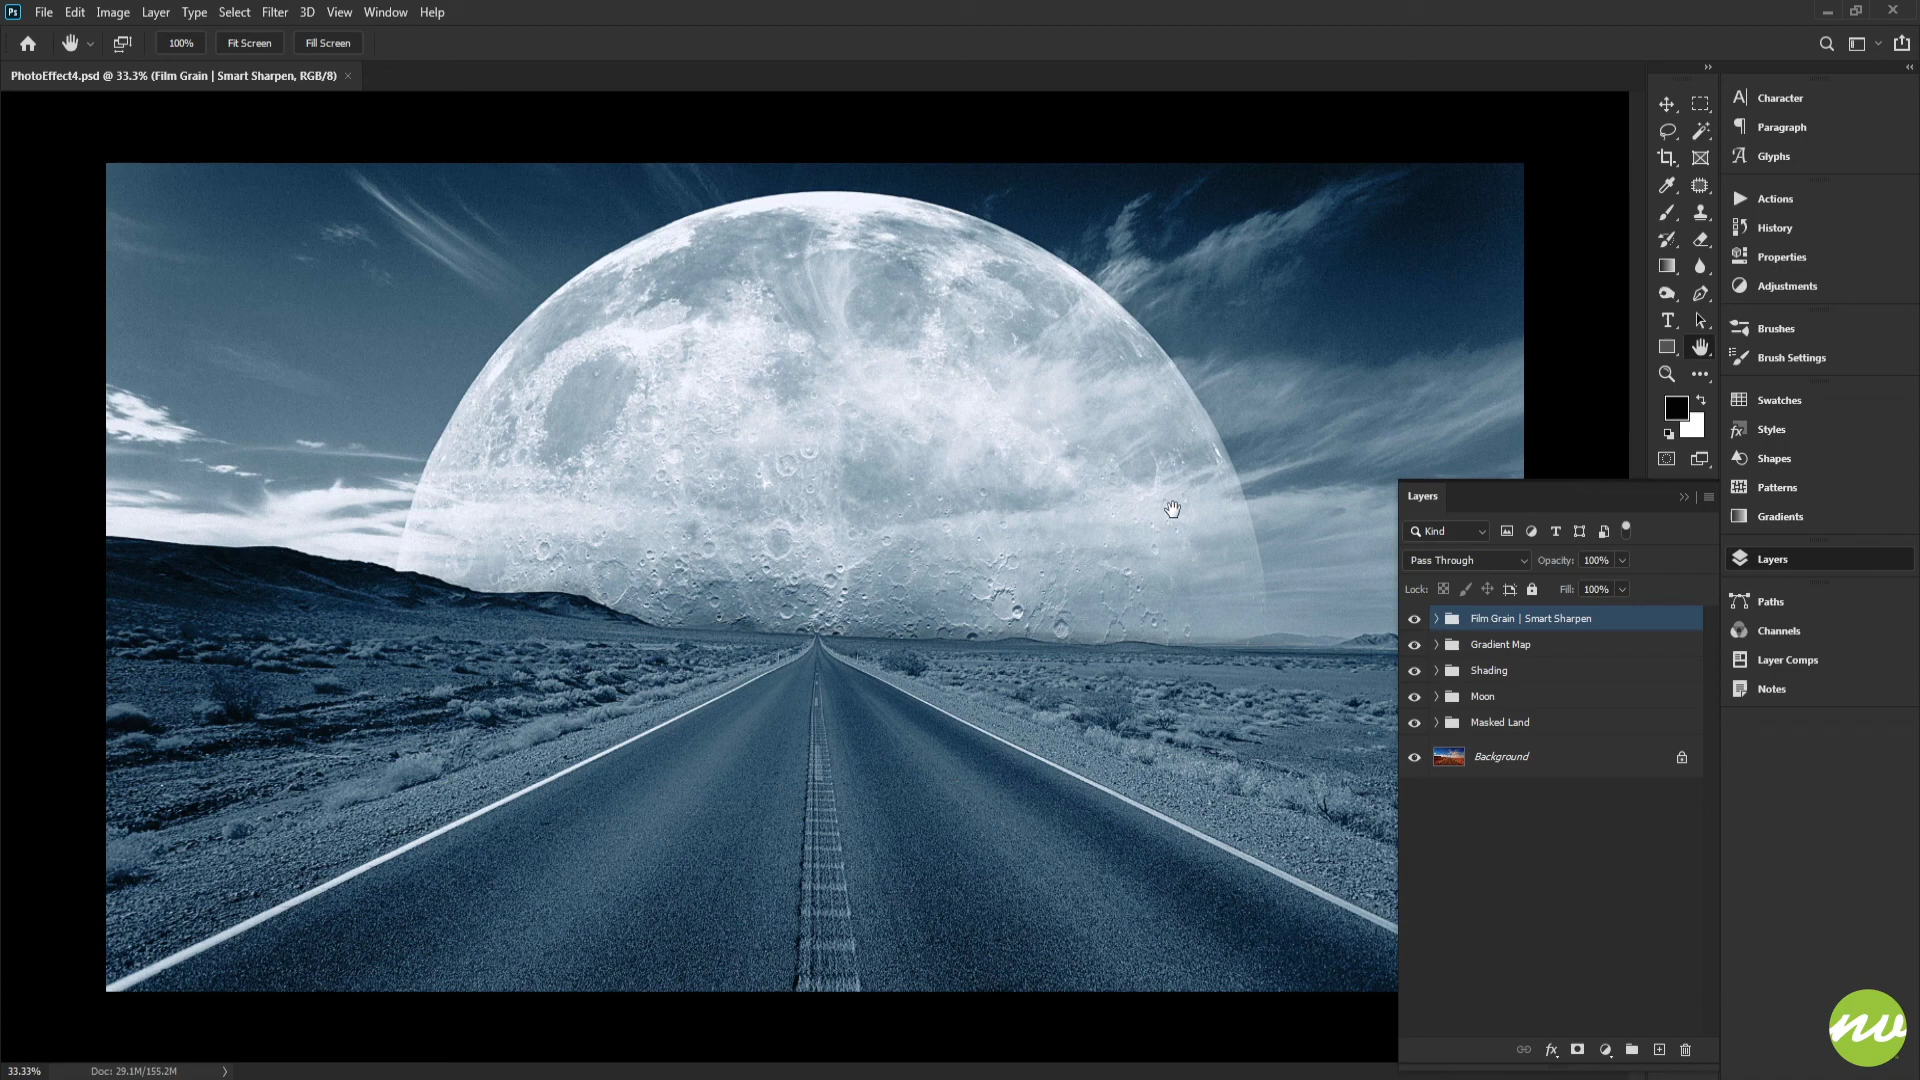 Ps File Edit Image Layer Type Select Filter 3D View Window Help
100% Fit Screen Fill Screen
PhotoEffect4.psd @ 33.3% (Film Grain | Smart Sharpen, RGB/8) ×
Character
Paragraph
Glyphs
Actions
History
Properties
Adjustments
Brushes
Brush Settings
Swatches
Styles
Shapes
Patterns
Gradients
Layers
Paths
Channels
Layer Comps
Notes
Layers
Kind
Pass Through Opacity: 100%
Lock: Fill: 100%
Film Grain | Smart Sharpen
Gradient Map
Shading
Moon
Masked Land
Background
fx
33.33% Doc: 29.1M/155.2M
nv